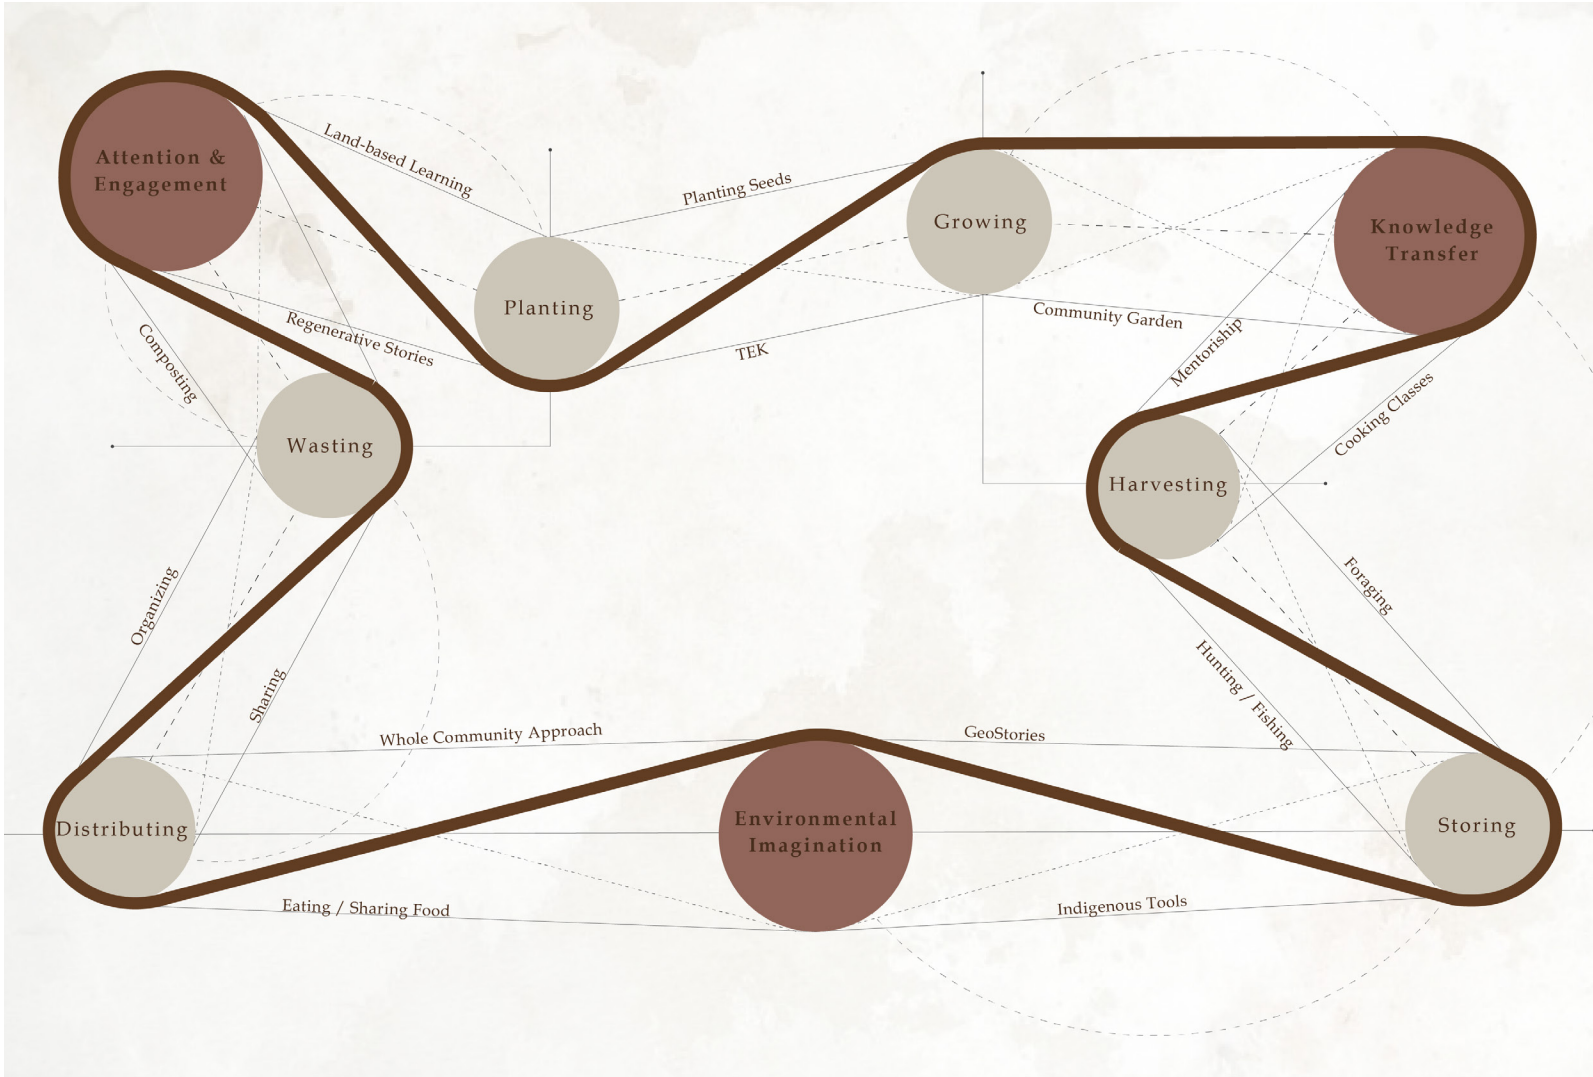 Attention &
Engagement
Land-based Learning
Planting Seeds
Growing
Knowledge
Transfer
Planting
Community Garden
Regenerative Stories
Composting
TEK
Mentoriship
Cooking Classes
Wasting
Harvesting
Organizing
Foraging
Sharing
Hunting / Fishing
Whole Community Approach
GeoStories
Distributing
Environmental
Imagination
Storing
Eating / Sharing Food
Indigenous Tools